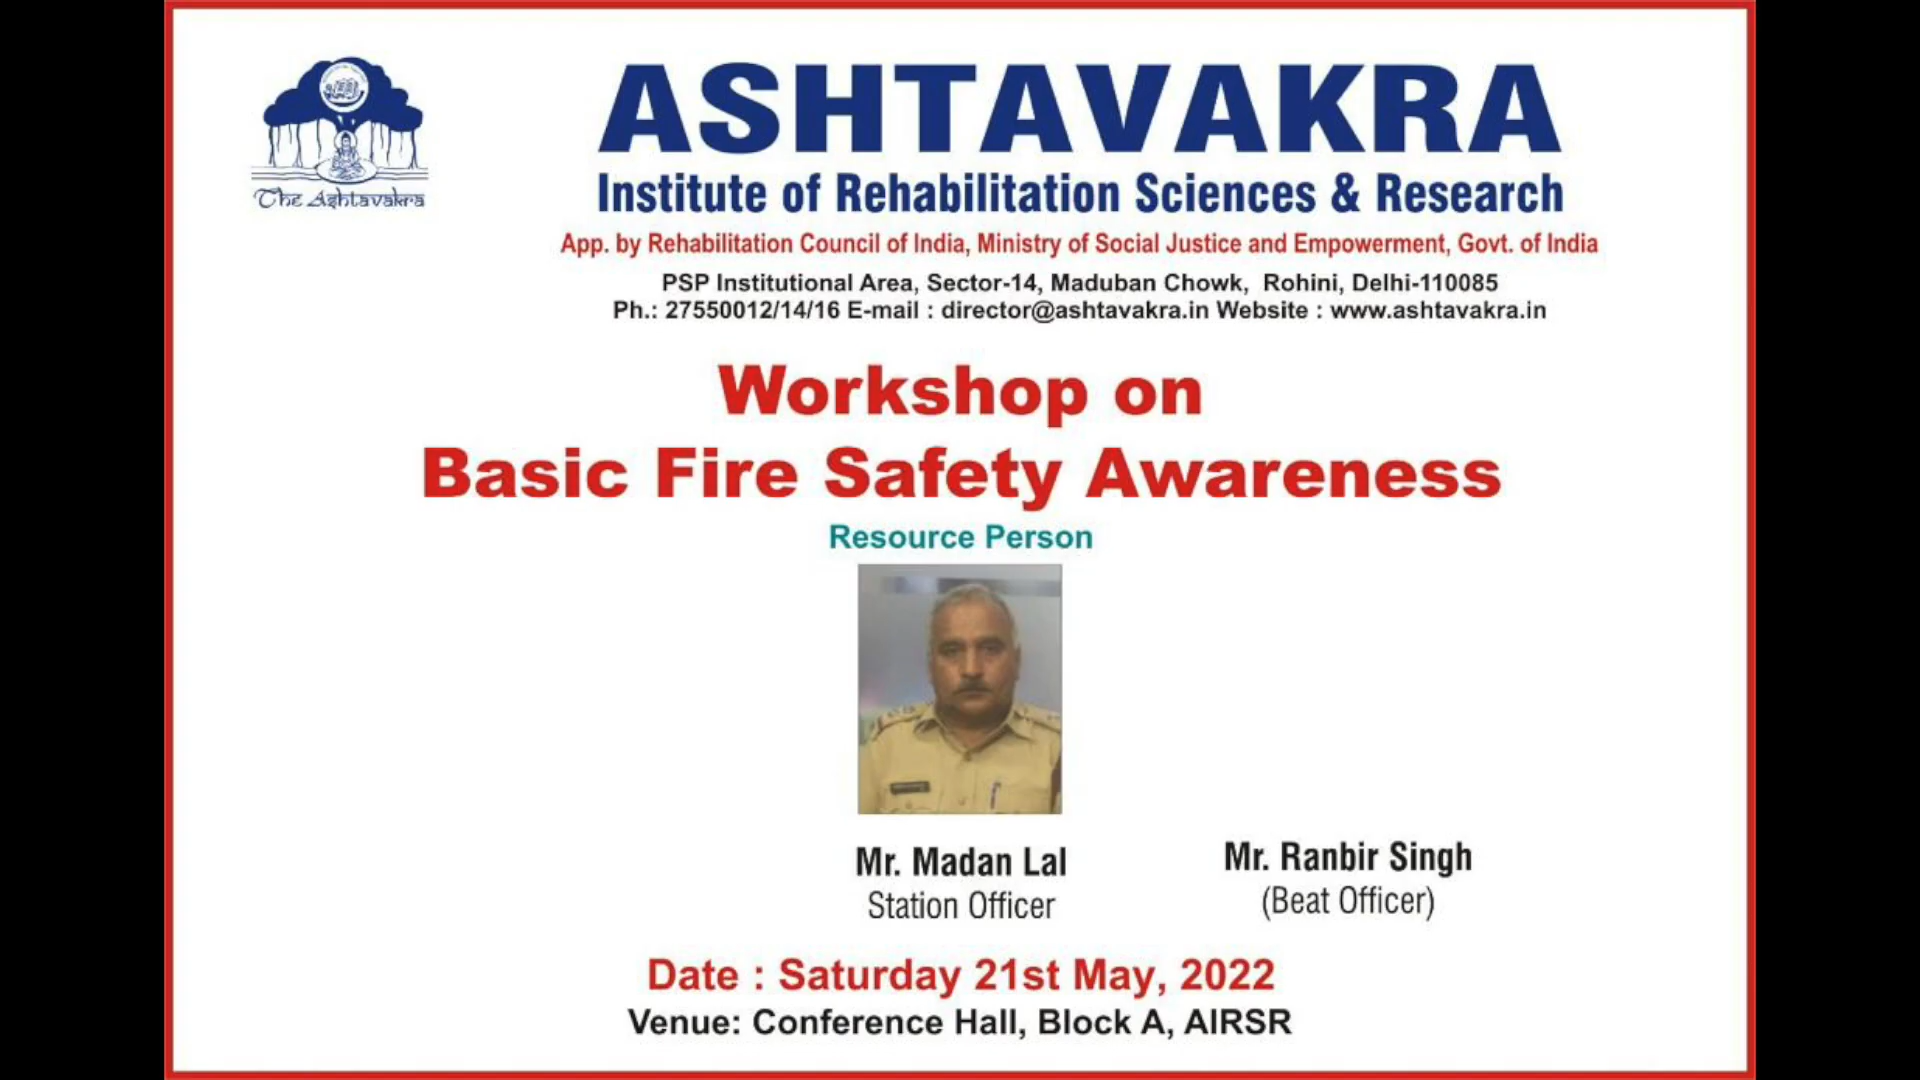 The Ashtavakra
ASHTAVAKRA
Institute of Rehabilitation Sciences & Research
App. by Rehabilitation Council of India, Ministry of Social Justice and Empowerment, Govt. of India
PSP Institutional Area, Sector-14, Maduban Chowk, Rohini, Delhi-110085
Ph.: 27550012/14/16 E-mail : director@ashtavakra.in Website : www.ashtavakra.in
Workshop on
Basic Fire Safety Awareness
Resource Person
Mr. Madan Lal
Station Officer
Mr. Ranbir Singh
(Beat Officer)
Date : Saturday 21st May, 2022
Venue: Conference Hall, Block A, AIRSR